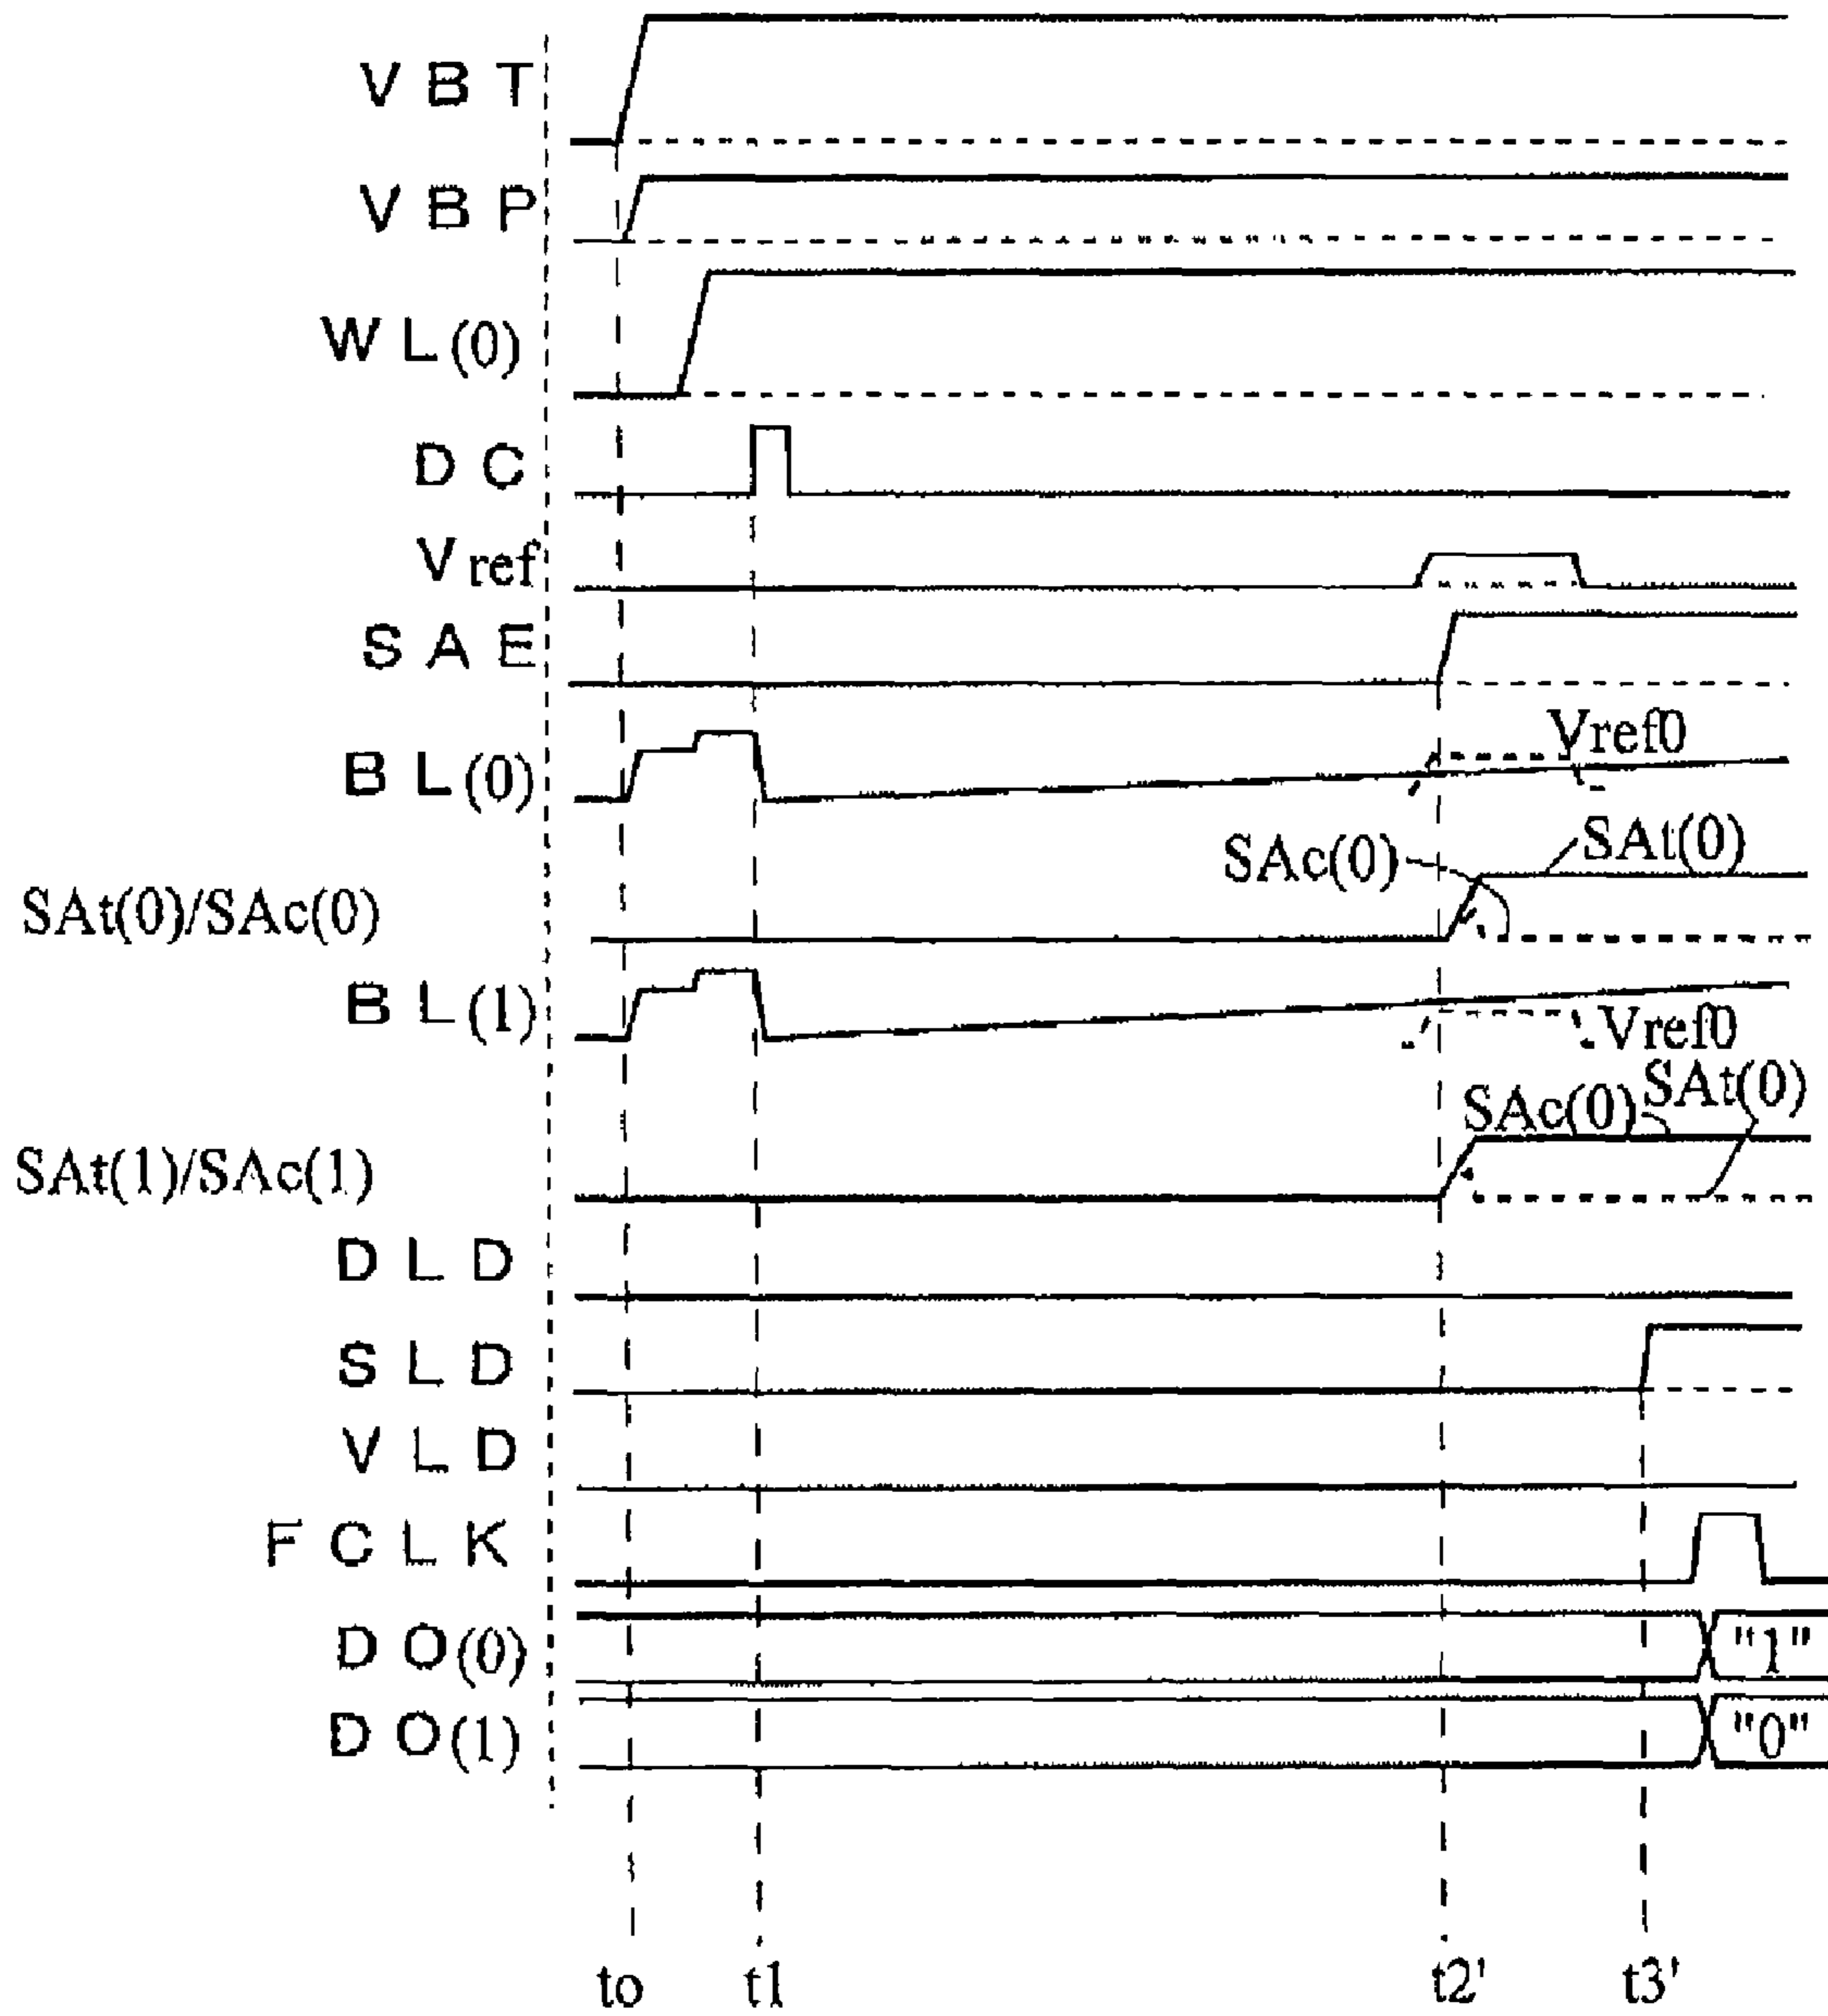 VBT
VBP
WL(0)
DC
Vref
SAE
BL(0)
Vref0
SAc(0)
SAt(0)
SAt(0)/SAc(0)
BL(1)
Vref0
SAc(0)
SAt(0)
SAt(1)/SAc(1)
DLD
SLD
VLD
FCLK
DO(0)
"1"
DO(1)
"0"
to t1 t2' t3'